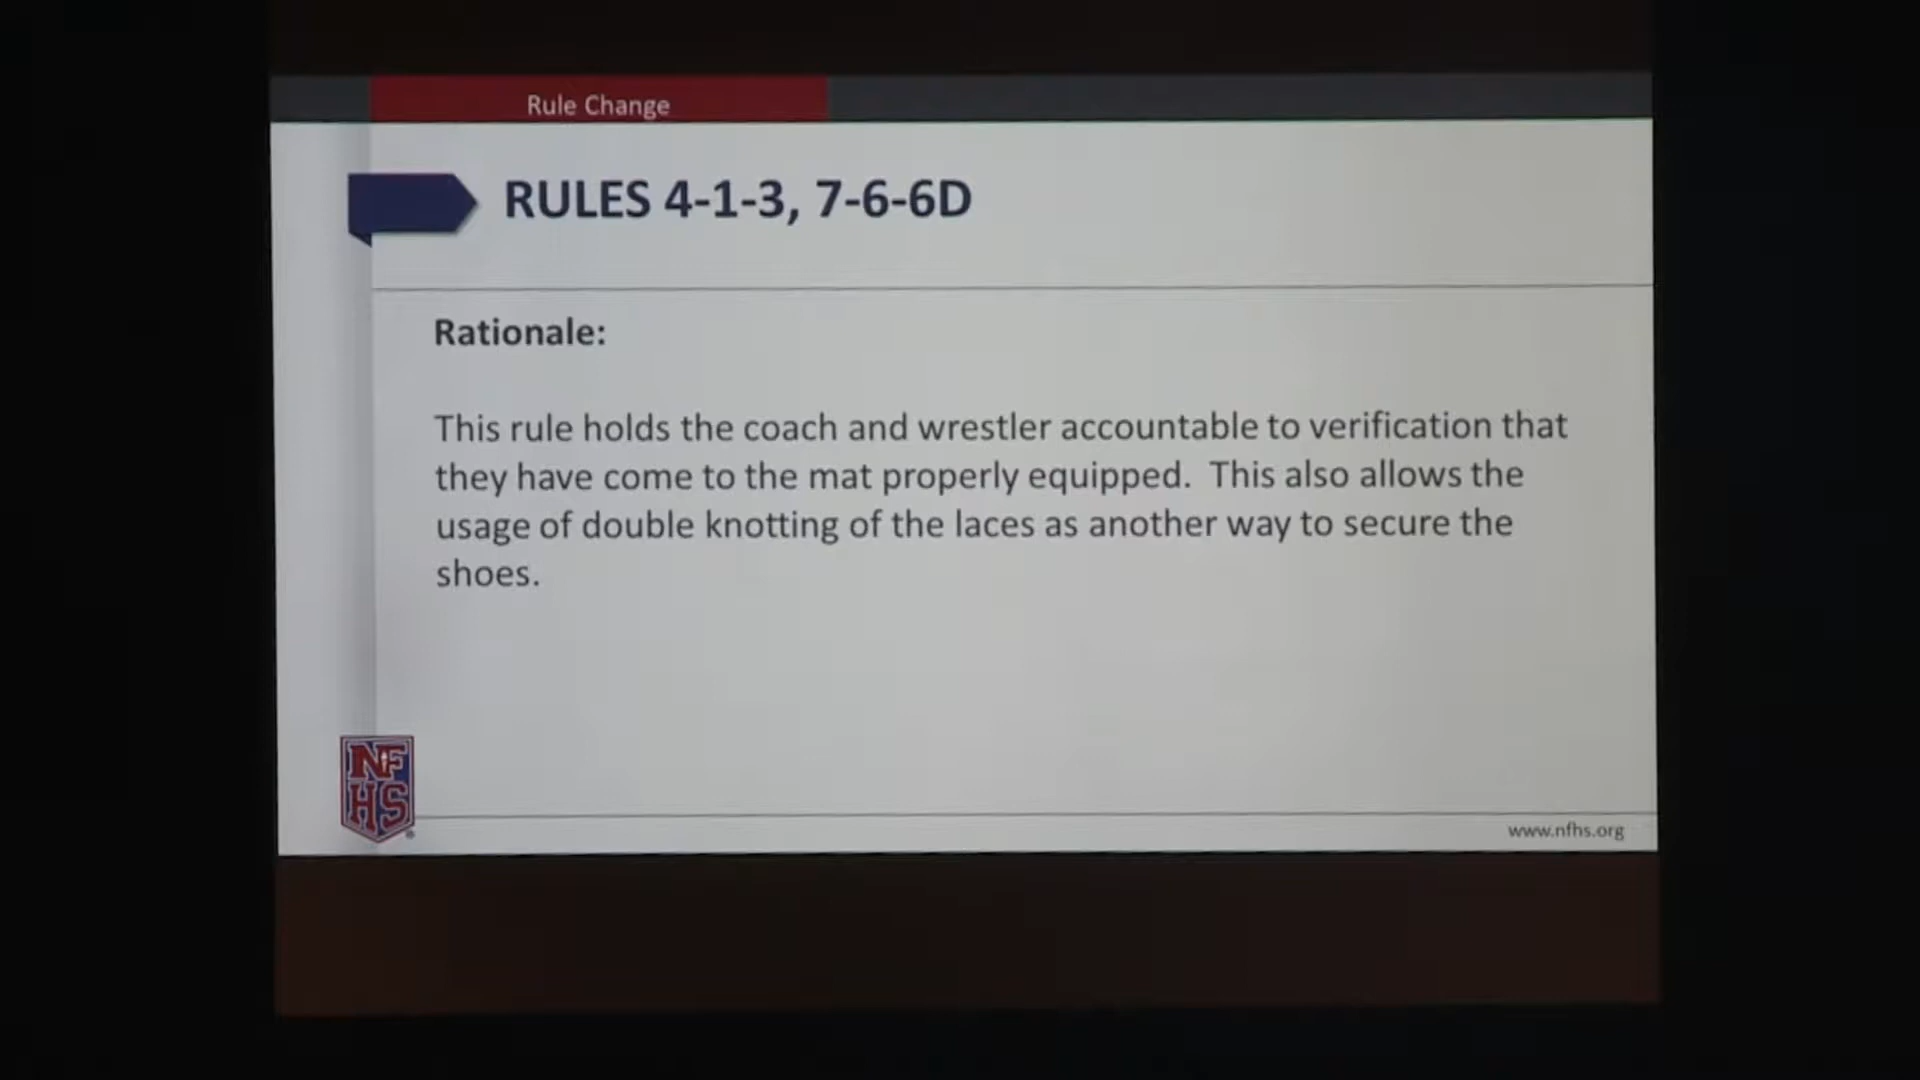 Rule Change
RULES 4-1-3, 7-6-6D
Rationale:
This rule holds the coach and wrestler accountable to verification that
they have come to the mat properly equipped.  This also allows the
usage of double knotting of the laces as another way to secure the
shoes.
NF
HS
www.nfhs.org